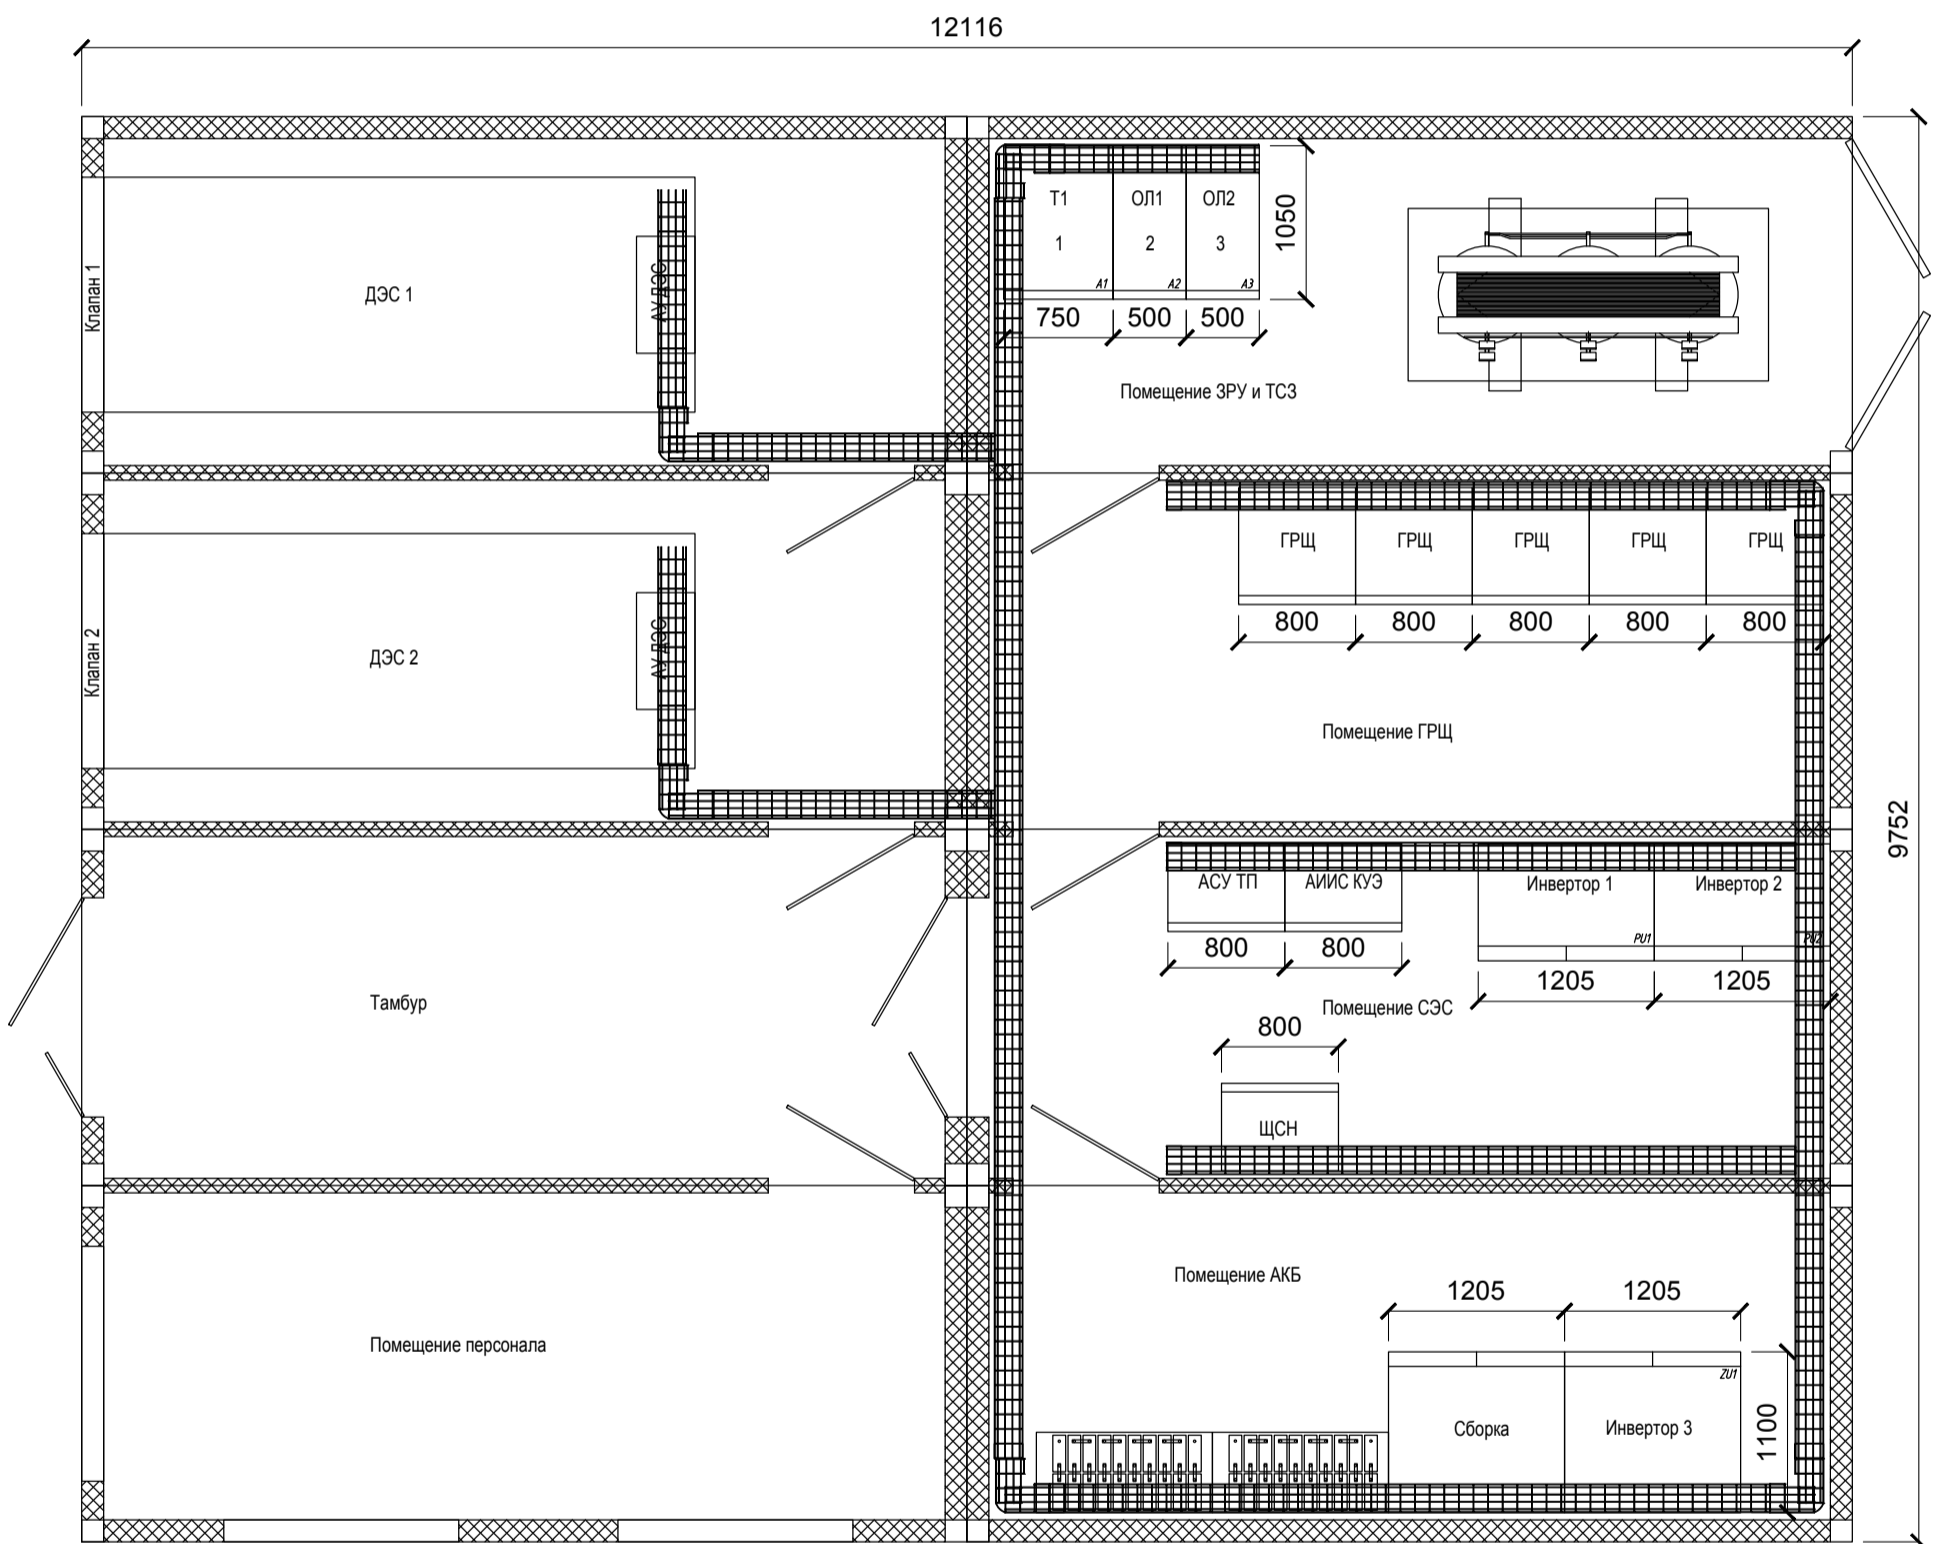 12116
Т1
ОЛ1
ОЛ2
1
2
3
1050
A1
A2
A3
Клапан 1
ДЭС 1
АУ ДЭС
750
500
500
Помещение ЗРУ и ТСЗ
ГРЩ
ГРЩ
ГРЩ
ГРЩ
ГРЩ
800
800
800
800
800
Клапан 2
ДЭС 2
АУ ДЭС
Помещение ГРЩ
9752
АСУ ТП
АИИС КУЭ
Инвертор 1
Инвертор 2
PU1
PU2
800
800
1205
1205
Тамбур
Помещение СЭС
800
ЩСН
Помещение АКБ
1205
1205
Помещение персонала
ZU1
Сборка
Инвертор 3
1100